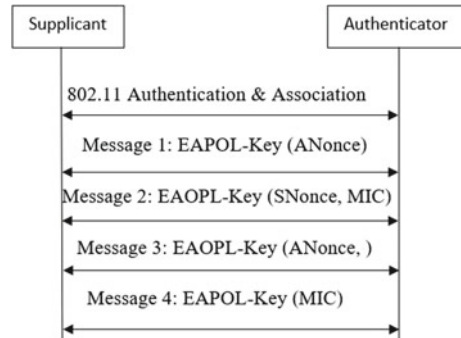 Supplicant
Authenticator
802.11 Authentication & Association
Message 1: EAPOL-Key (ANonce)
Message 2: EAOPL-Key (SNonce, MIC)
Message 3: EAOPL-Key (ANonce, )
Message 4: EAPOL-Key (MIC)